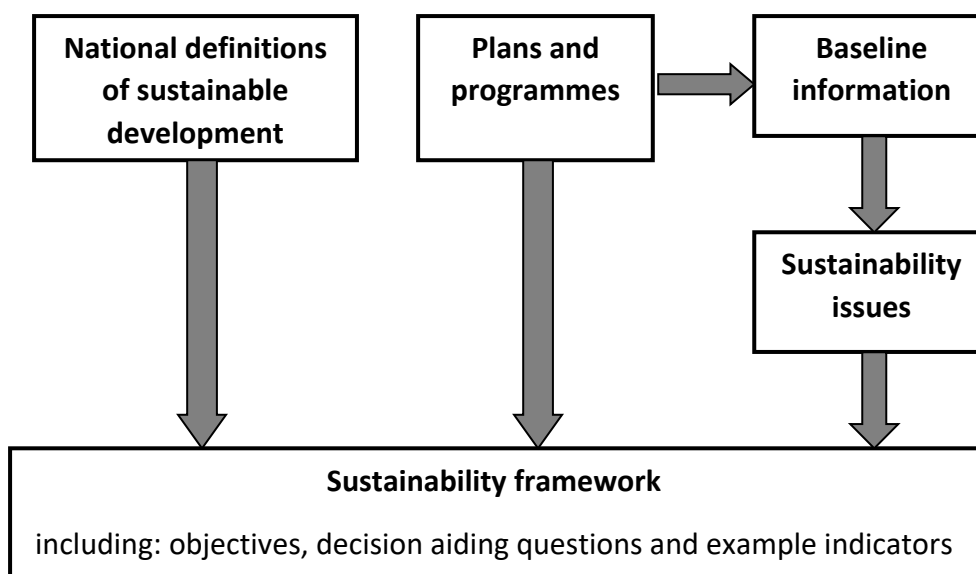 National definitions
of sustainable
development
Plans and
programmes
Baseline
information
Sustainability
issues
Sustainability framework
including: objectives, decision aiding questions and example indicators